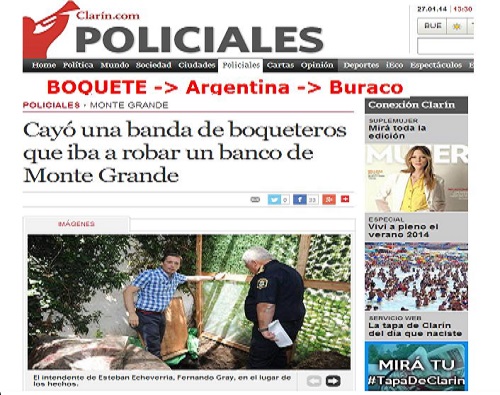 Clarín.com
POLICIALES
27.01.14 | 13:30
BUE
Home Política Mundo Sociedad Ciudades Policiales Cartas Opinión Deportes iEco Espectáculos
BOQUETE -> Argentina -> Buraco
POLICIALES › MONTE GRANDE
Cayó una banda de boqueteros
que iba a robar un banco de
Monte Grande
0
33
IMÁGENES
El intendente de Esteban Echeverría, Fernando Gray, en el lugar de
los hechos.
Conexión Clarín
SUPLEMUJER
Mirá toda la
edición
MUJER
ESPECIAL
Viví a pleno el
verano 2014
SERVICIO WEB
La tapa de Clarín
del día que naciste
MIRÁ TU
#TapaDeClarín